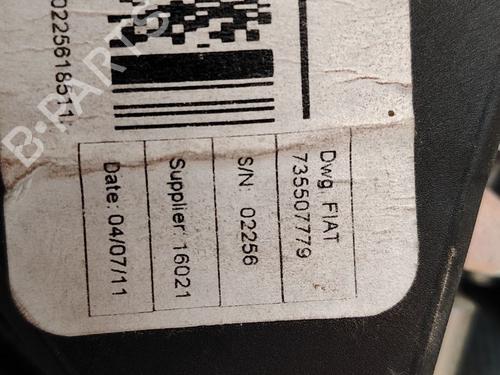 Dwg. FIAT
735507779
S/N: 02256
Supplier: 16021
Date: 04/07/11
0225618511
B-PARTS